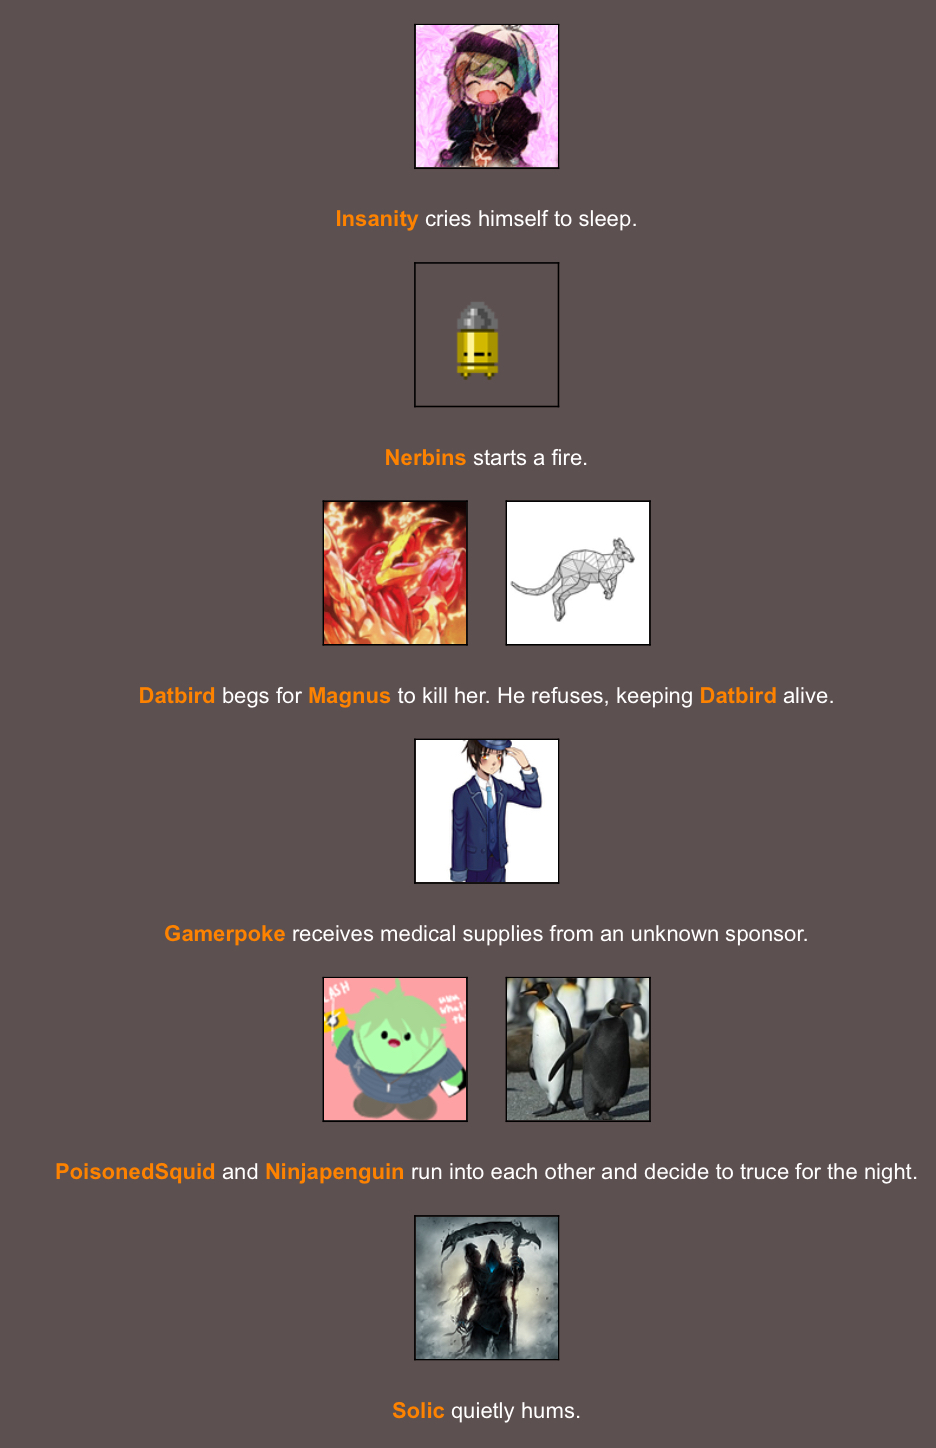 Insanity cries himself to sleep.
Nerbins starts a fire.
Datbird begs for Magnus to kill her. He refuses, keeping Datbird alive.
Gamerpoke receives medical supplies from an unknown sponsor.
PoisonedSquid and Ninjapenguin run into each other and decide to truce for the night.
Solic quietly hums.